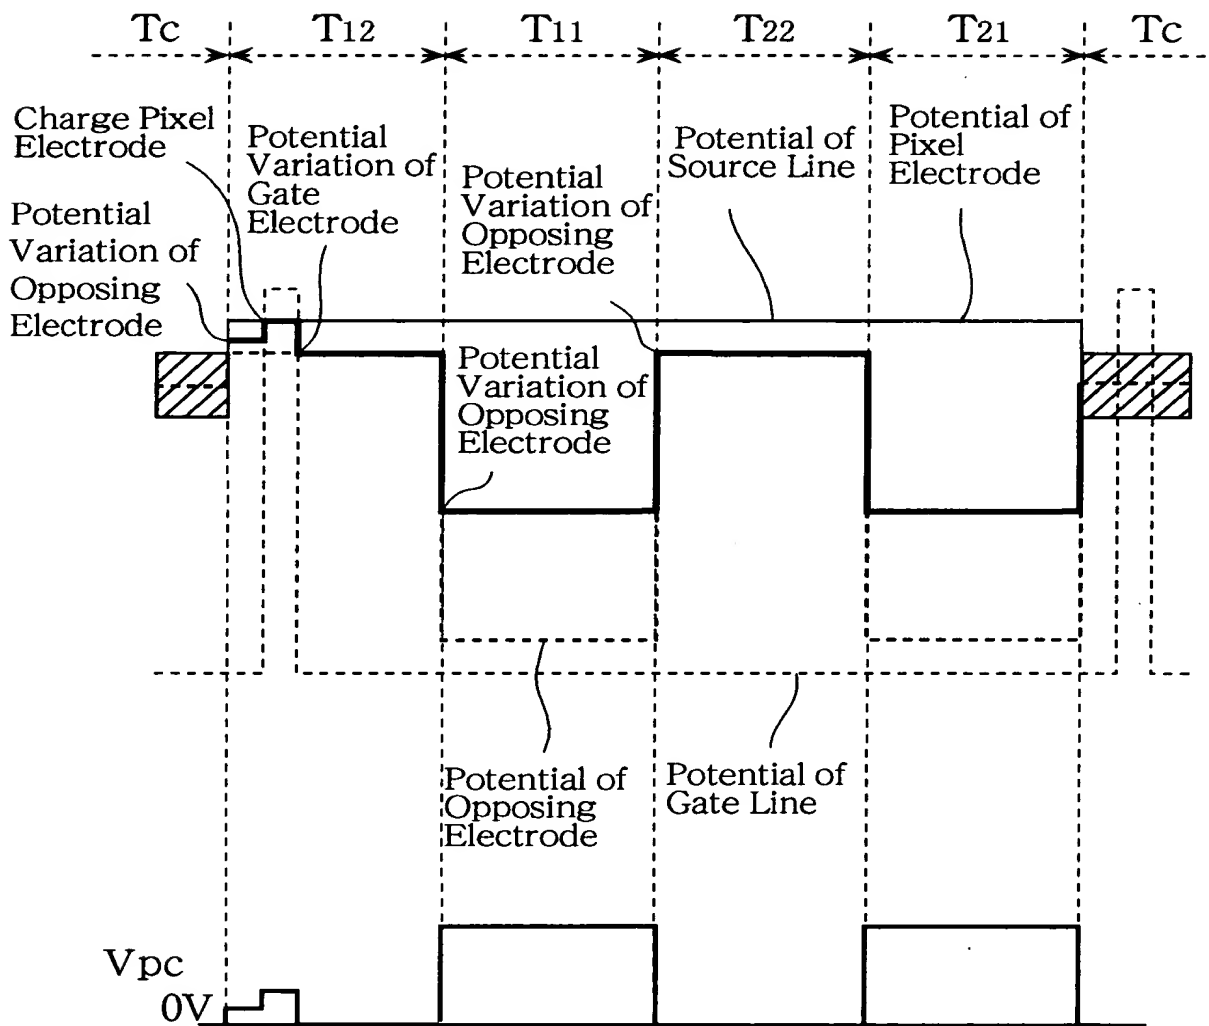 Tc T12 T11 T22 T21 Tc
Charge Pixel
Electrode
Potential
Variation of
Gate
Electrode
Potential
Variation of
Opposing
Electrode
Potential
Variation of
Opposing
Electrode
Potential of
Source Line
Potential of
Pixel
Electrode
Potential
Variation of
Opposing
Electrode
Potential of
Opposing
Electrode
Potential of
Gate Line
Vpc
0V